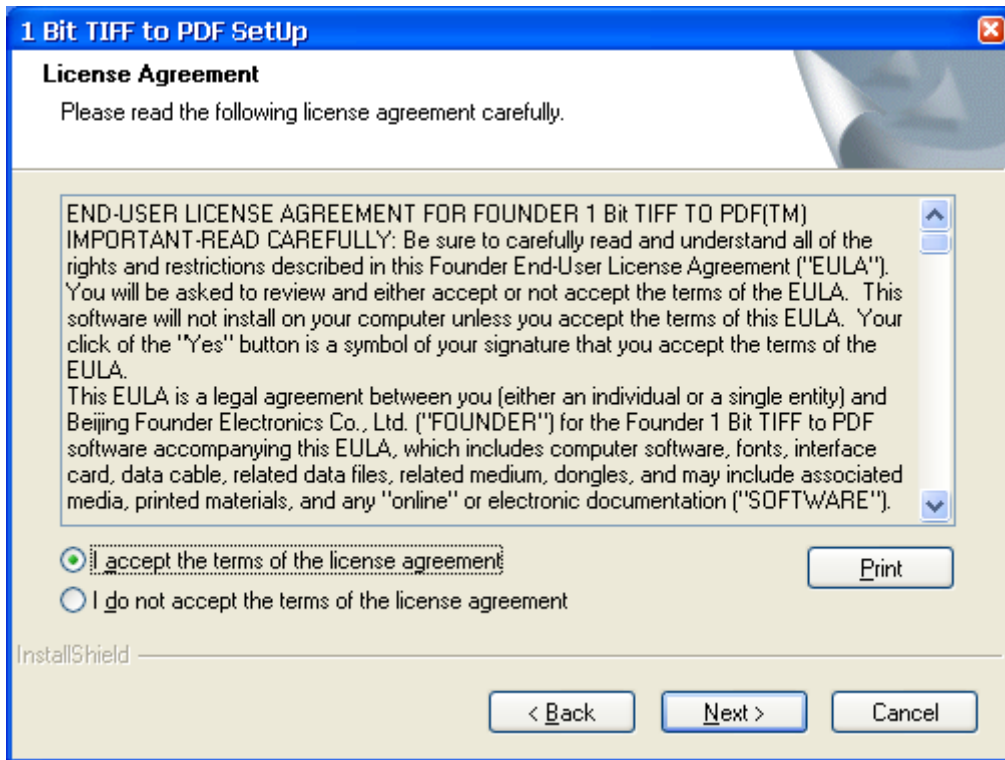 1 Bit TIFF to PDF SetUp
License Agreement
Please read the following license agreement carefully.
END-USER LICENSE AGREEMENT FOR FOUNDER 1 Bit TIFF TO PDF(TM)
IMPORTANT-READ CAREFULLY: Be sure to carefully read and understand all of the
rights and restrictions described in this Founder End-User License Agreement ("EULA").
You will be asked to review and either accept or not accept the terms of the EULA.  This
software will not install on your computer unless you accept the terms of this EULA.  Your
click of the "Yes" button is a symbol of your signature that you accept the terms of the
EULA.
This EULA is a legal agreement between you (either an individual or a single entity) and
Beijing Founder Electronics Co., Ltd. ("FOUNDER") for the Founder 1 Bit TIFF to PDF
software accompanying this EULA, which includes computer software, fonts, interface
card, data cable, related data files, related medium, dongles, and may include associated
media, printed materials, and any "online" or electronic documentation ("SOFTWARE").
I accept the terms of the license agreement
Print
I do not accept the terms of the license agreement
InstallShield
< Back
Next >
Cancel